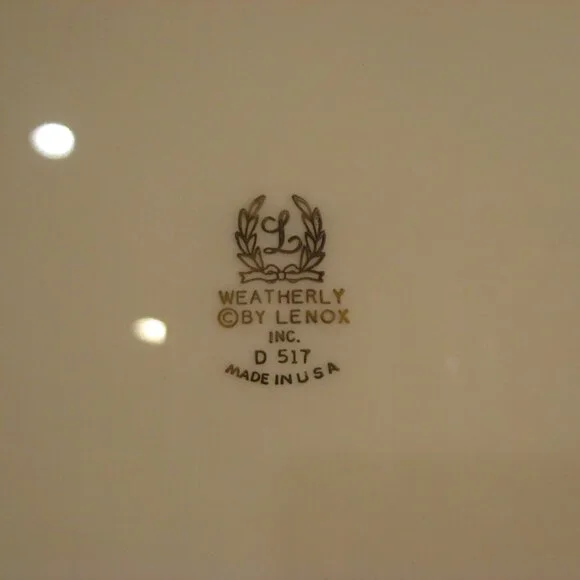 L
WEATHERLY
©BY LENOX
INC.
D 517
MADE IN U S A